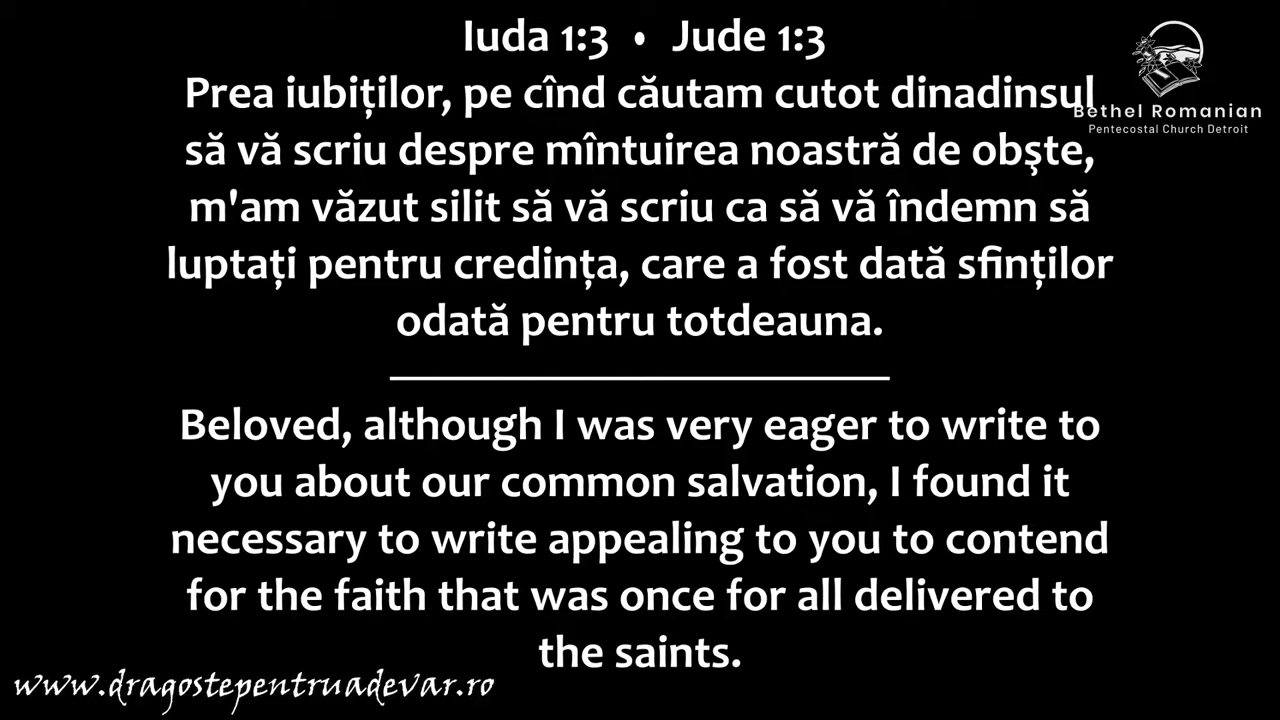 Iuda 1:3 • Jude 1:3
Prea iubiților, pe cînd căutam cutot dinadinsul
să vă scriu despre mîntuirea noastră de obşte,
m'am văzut silit să vă scriu ca să vă îndemn să
luptați pentru credința, care a fost dată sfinților
odată pentru totdeauna.
Beloved, although I was very eager to write to
you about our common salvation, I found it
necessary to write appealing to you to contend
for the faith that was once for all delivered to
the saints.
Bethel Romanian
Pentecostal Church Detroit
www.dragostepentruadevar.ro